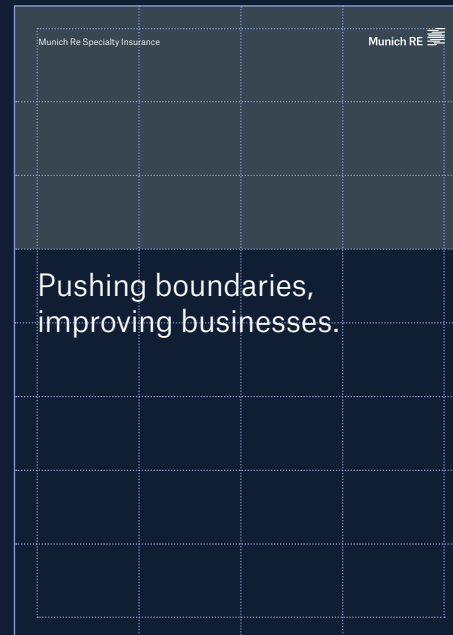 Munich Re Specialty Insurance
Munich RE
Pushing boundaries,
improving businesses.